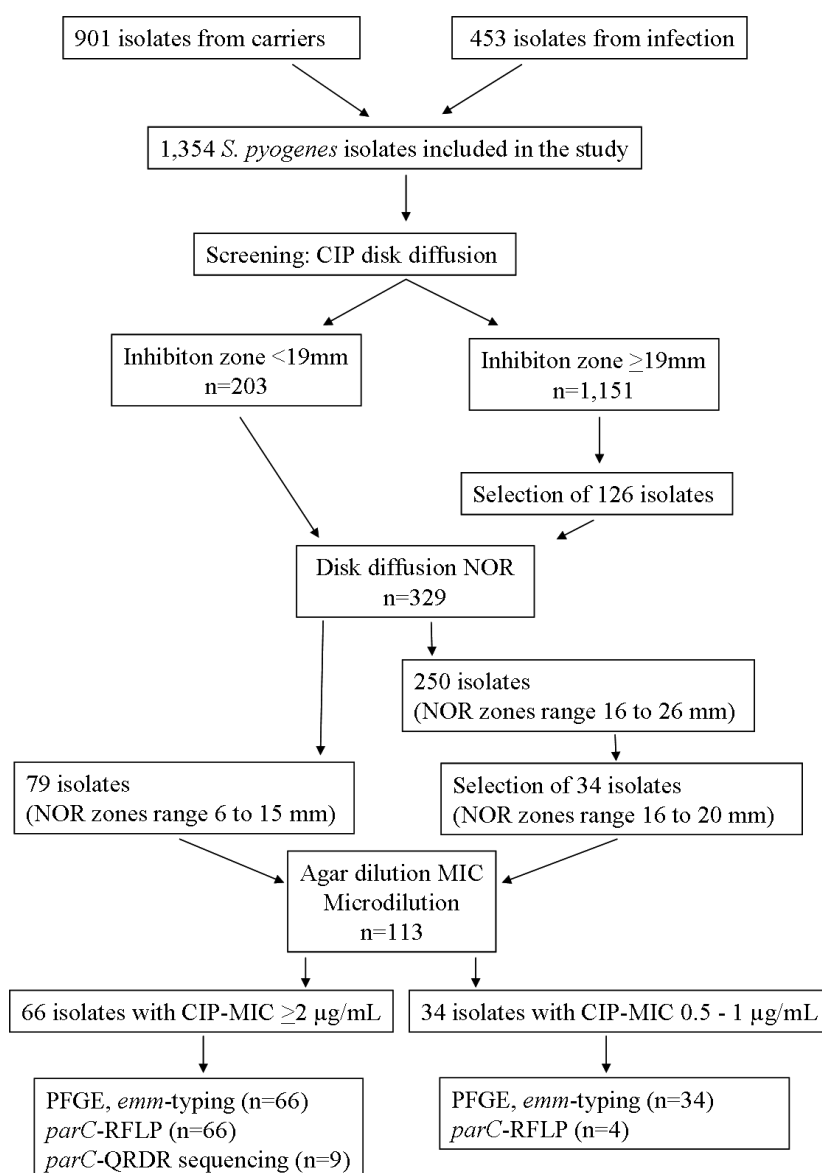 901 isolates from carriers
453 isolates from infection
1,354 S. pyogenes isolates included in the study
Screening: CIP disk diffusion
Inhibiton zone <19mm
n=203
Inhibiton zone ≥19mm
n=1,151
Selection of 126 isolates
Disk diffusion NOR
n=329
250 isolates
(NOR zones range 16 to 26 mm)
79 isolates
(NOR zones range 6 to 15 mm)
Selection of 34 isolates
(NOR zones range 16 to 20 mm)
Agar dilution MIC
Microdilution
n=113
66 isolates with CIP-MIC ≥2 µg/mL
34 isolates with CIP-MIC 0.5 - 1 µg/mL
PFGE, emm-typing (n=66)
parC-RFLP (n=66)
parC-QRDR sequencing (n=9)
PFGE, emm-typing (n=34)
parC-RFLP (n=4)